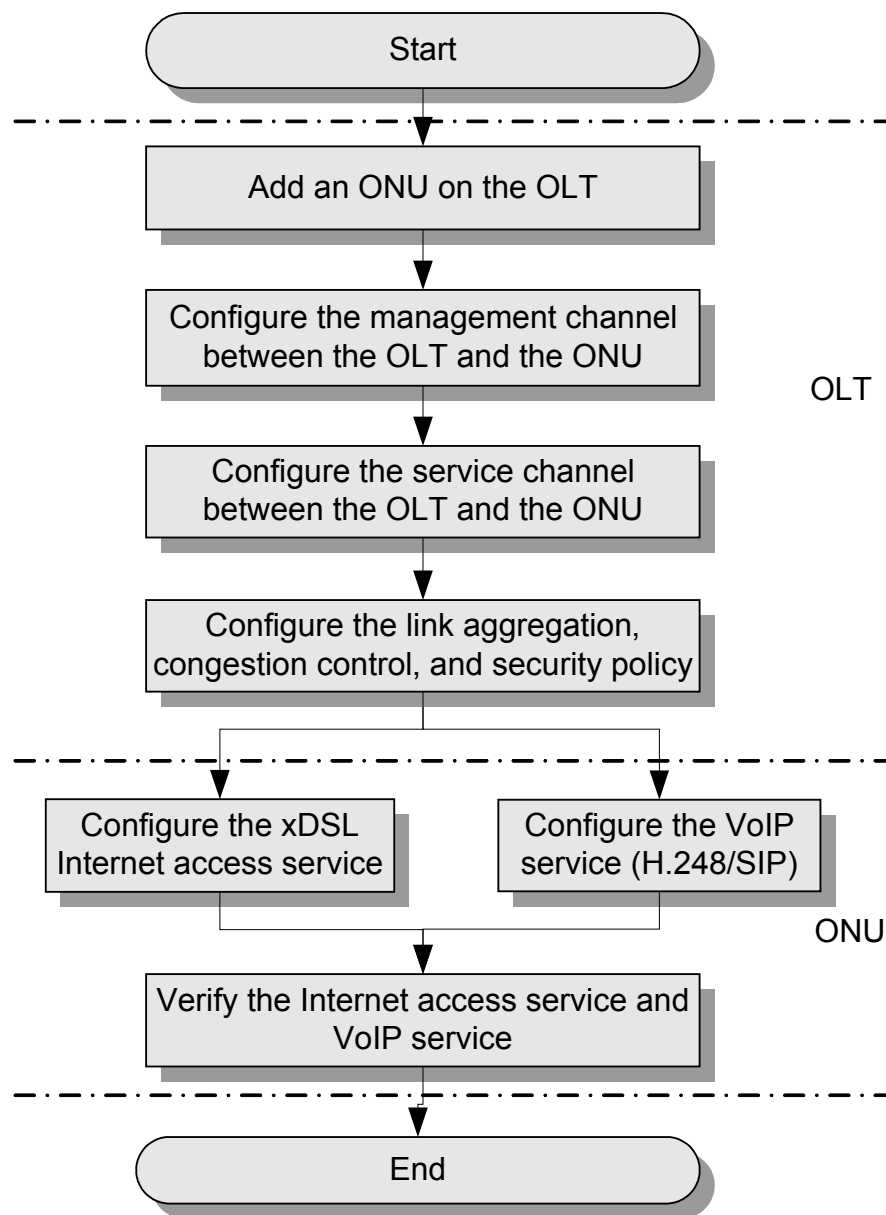 Start
Add an ONU on the OLT
Configure the management channel
between the OLT and the ONU
OLT
Configure the service channel
between the OLT and the ONU
Configure the link aggregation,
congestion control, and security policy
Configure the xDSL
Internet access service
Configure the VoIP
service (H.248/SIP)
ONU
Verify the Internet access service and
VoIP service
End